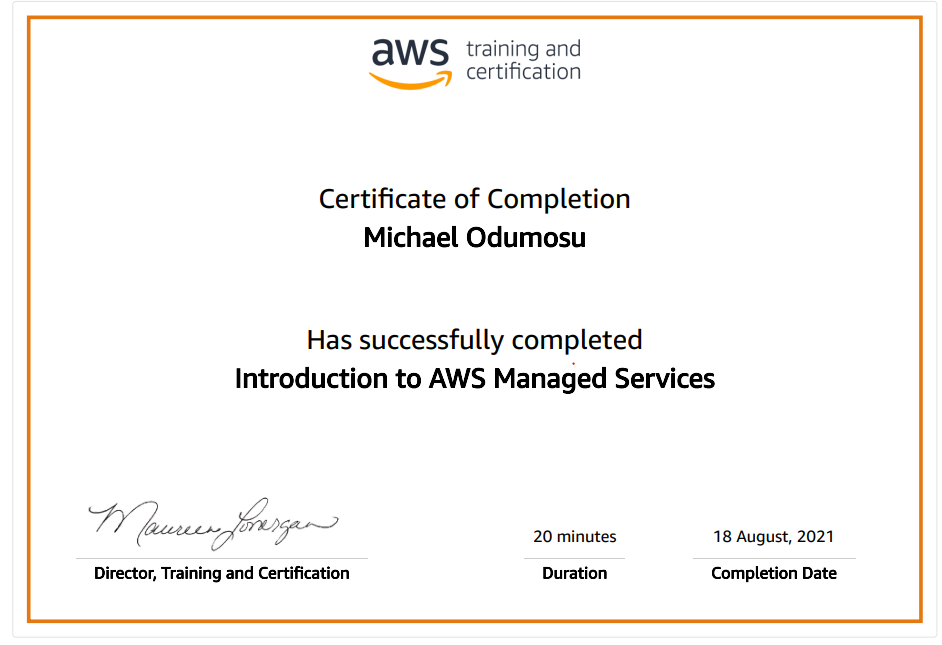 aws training and
certification
Certificate of Completion
Michael Odumosu
Has successfully completed
Introduction to AWS Managed Services
Maureen Lonergan
20 minutes
18 August, 2021
Director, Training and Certification
Duration
Completion Date